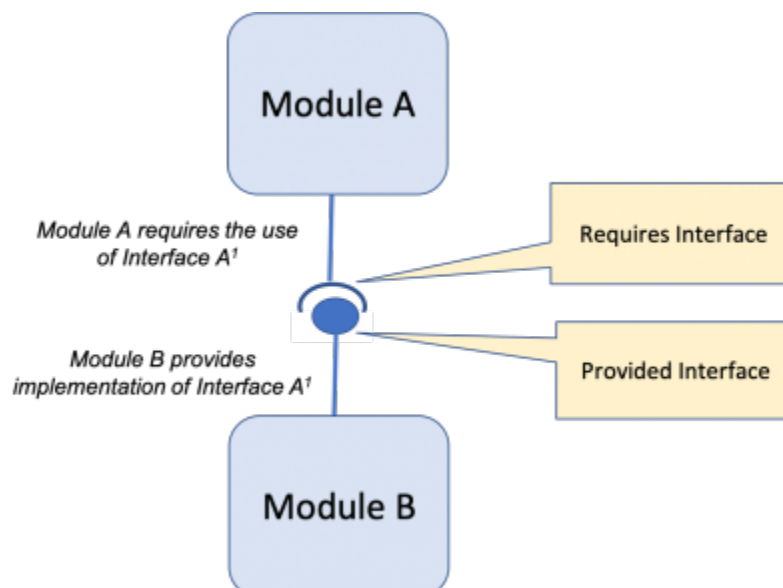 Module A
Module A requires the use
of Interface A¹
Requires Interface
Module B provides
implementation of Interface A¹
Provided Interface
Module B